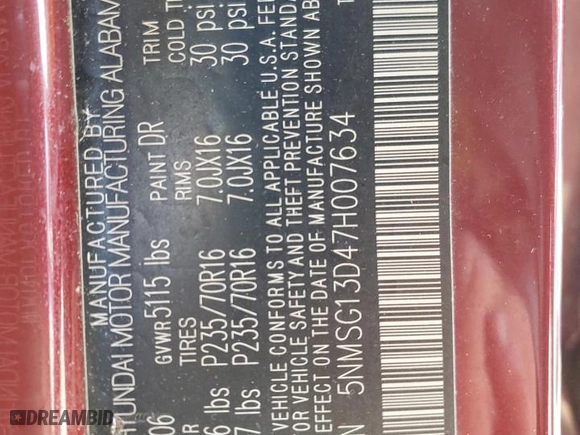 MANUFACTURED BY
HYUNDAI MOTOR MANUFACTURING ALABAM
06 GVWR 5115 lbs PAINT DR TRIM
R TIRES RIMS COLD T
6 lbs P235/70R16 7.0JX16 30 psi
7 lbs P235/70R16 7.0JX16 30 psi
VEHICLE CONFORMS TO ALL APPLICABLE U.S.A. FE
OR VEHICLE SAFETY AND THEFT PREVENTION STANDA
EFFECT ON THE DATE OF MANUFACTURE SHOWN AB
N 5NMSG13D47H007634
DREAMBID